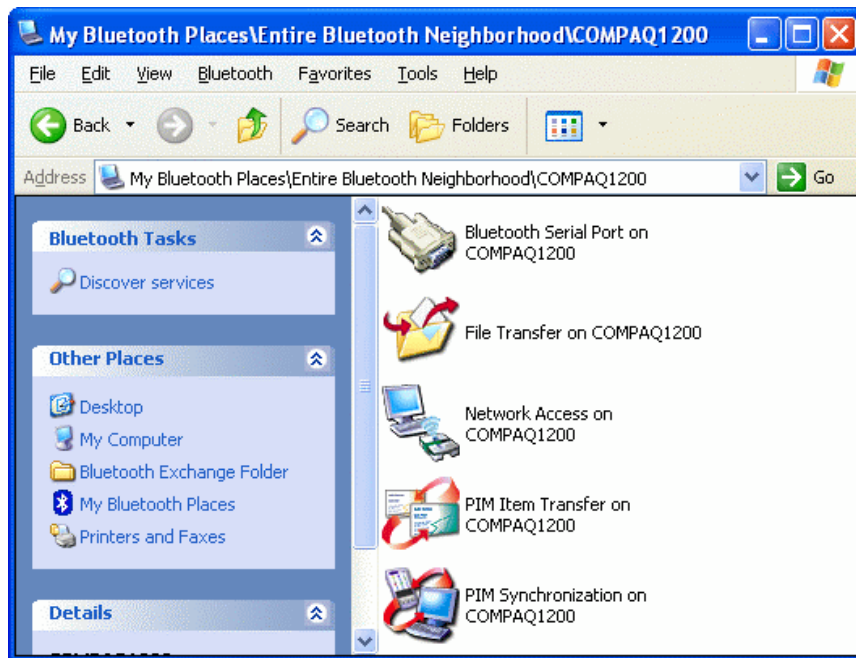 My Bluetooth Places\Entire Bluetooth Neighborhood\COMPAQ1200
File Edit View Bluetooth Favorites Tools Help
Back Search Folders
Address My Bluetooth Places\Entire Bluetooth Neighborhood\COMPAQ1200 Go
Bluetooth Tasks
Discover services
Other Places
Desktop
My Computer
Bluetooth Exchange Folder
My Bluetooth Places
Printers and Faxes
Details
Bluetooth Serial Port on
COMPAQ1200
File Transfer on COMPAQ1200
Network Access on
COMPAQ1200
PIM Item Transfer on
COMPAQ1200
PIM Synchronization on
COMPAQ1200